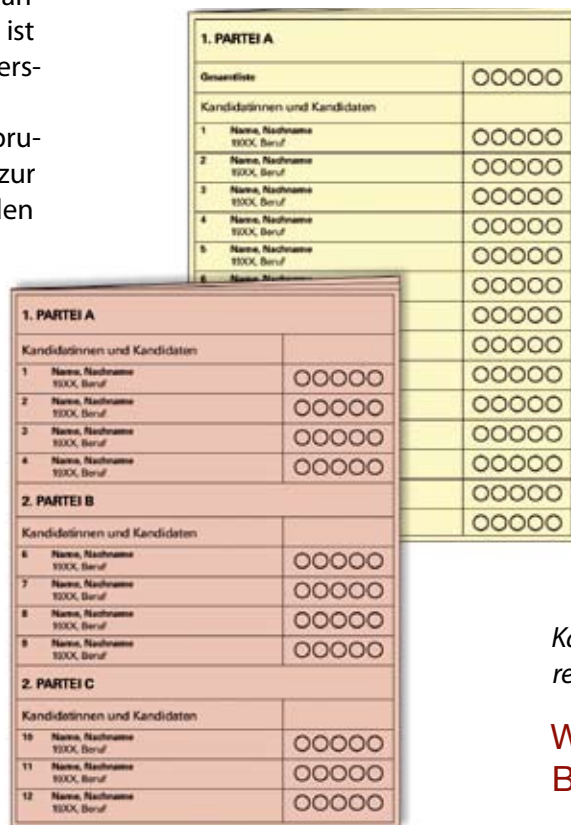 ist
ers-
zur
1. PARTEI A
Gesamtliste
Kandidatinnen und Kandidaten
1 Name, Nachname
19XX, Beruf
2 Name, Nachname
19XX, Beruf
3 Name, Nachname
19XX, Beruf
4 Name, Nachname
19XX, Beruf
5 Name, Nachname
19XX, Beruf
6 Name, Nachname
1. PARTEI A
Kandidatinnen und Kandidaten
1 Name, Nachname
19XX, Beruf
2 Name, Nachname
19XX, Beruf
3 Name, Nachname
19XX, Beruf
4 Name, Nachname
19XX, Beruf
2. PARTEI B
Kandidatinnen und Kandidaten
6 Name, Nachname
19XX, Beruf
7 Name, Nachname
19XX, Beruf
8 Name, Nachname
19XX, Beruf
9 Name, Nachname
19XX, Beruf
2. PARTEI C
Kandidatinnen und Kandidaten
10 Name, Nachname
19XX, Beruf
11 Name, Nachname
19XX, Beruf
12 Name, Nachname
19XX, Beruf
Ka
re
W
B